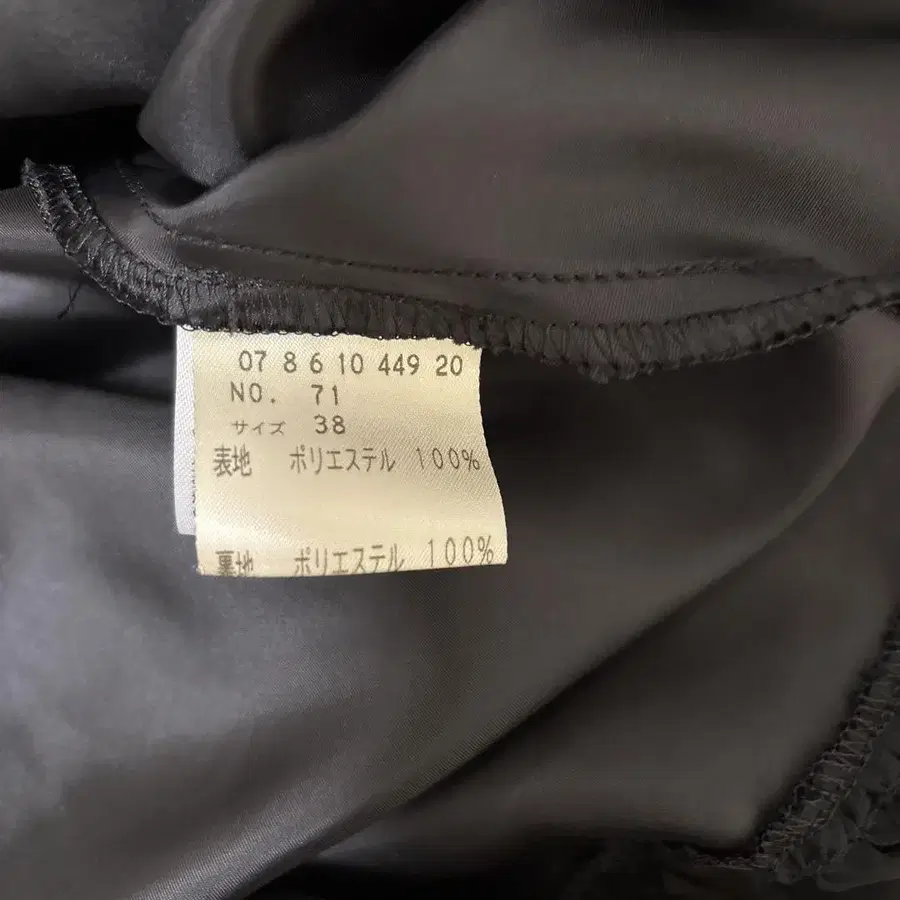 07 8 6 10 449 20
NO. 71
サイズ 38
表地 ポリエステル 100%
裏地 ポリエステル 100%